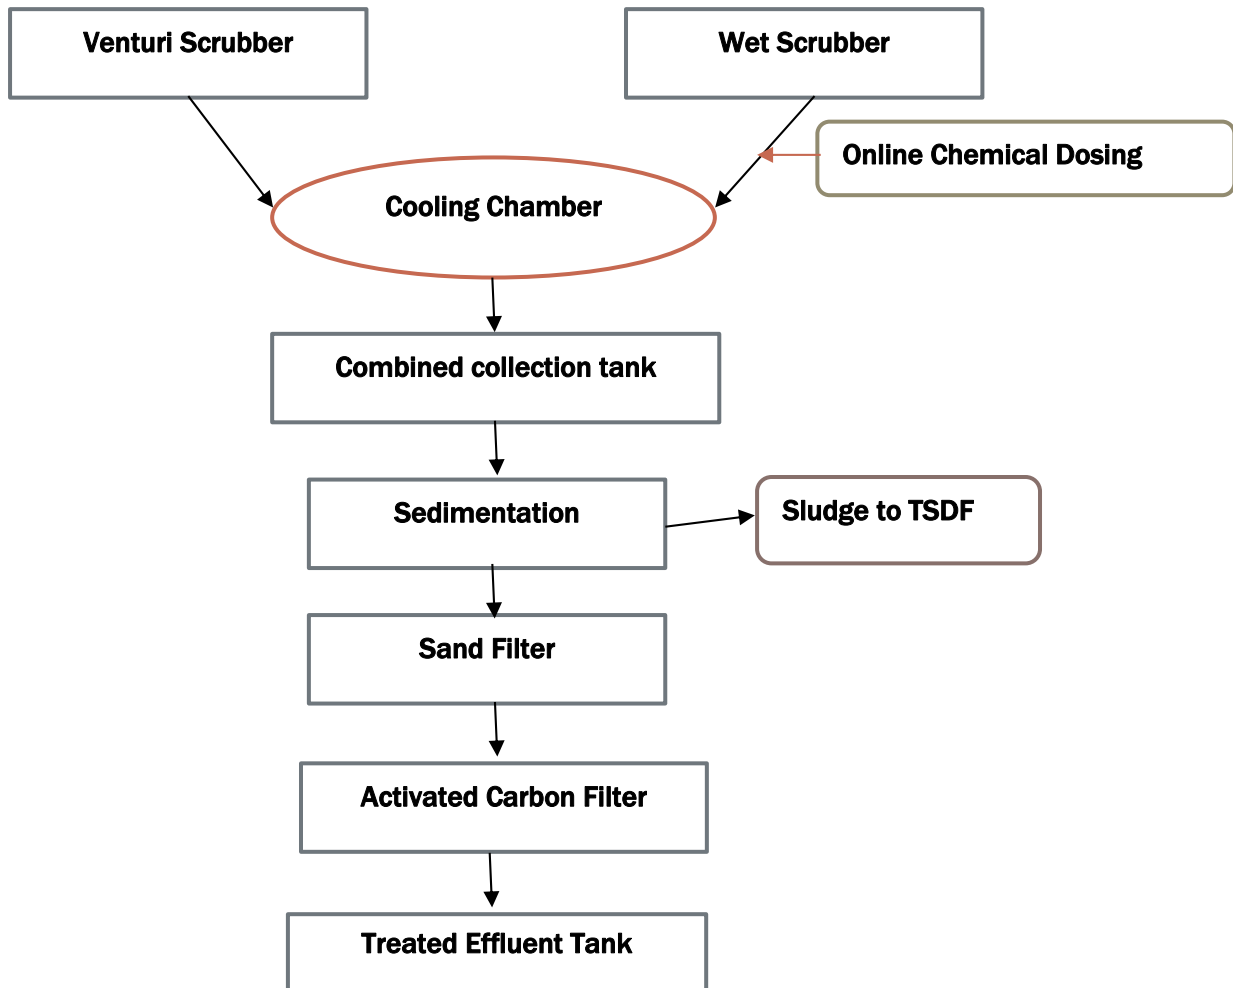 Venturi Scrubber
Wet Scrubber
Online Chemical Dosing
Cooling Chamber
Combined collection tank
Sedimentation
Sludge to TSDF
Sand Filter
Activated Carbon Filter
Treated Effluent Tank